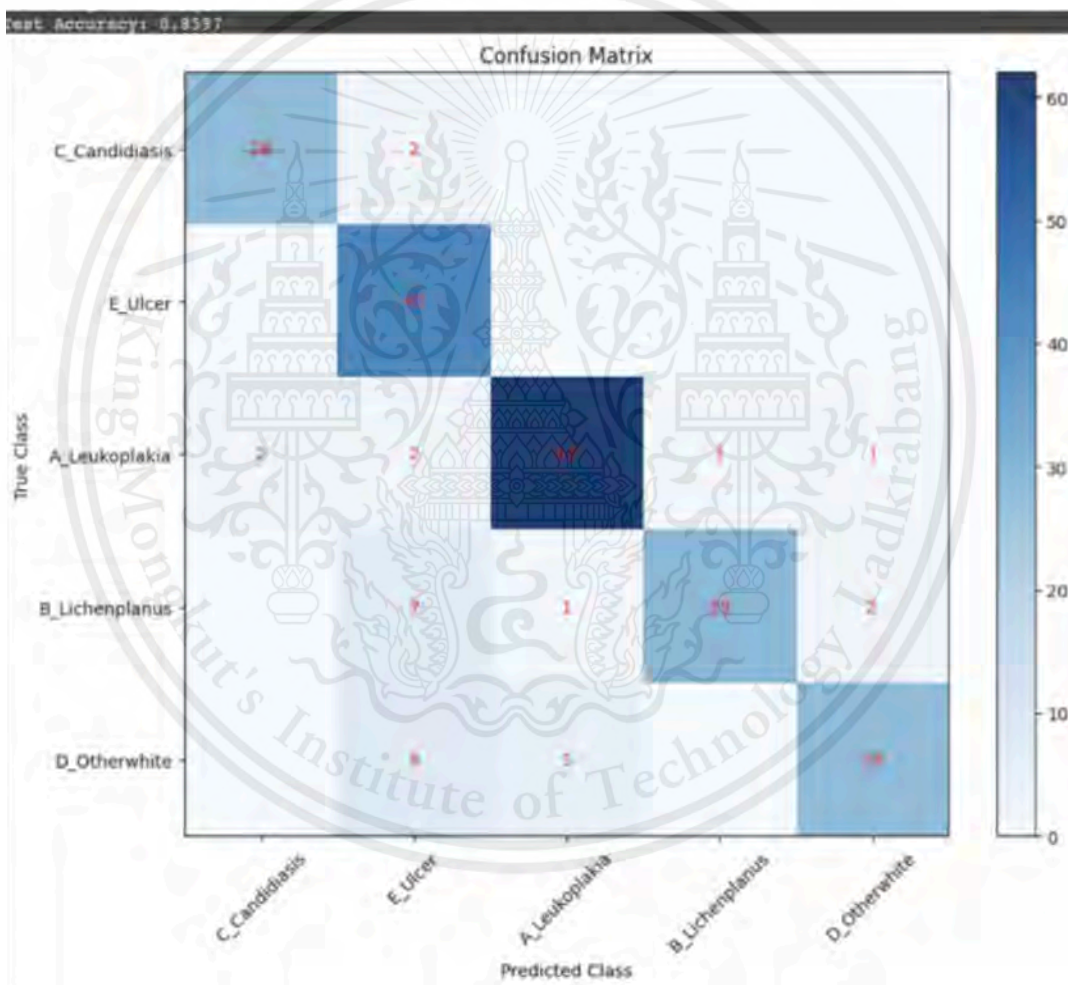 Test Accuracy: 0.8597
Confusion Matrix
C_Candidiasis
2
E_Ulcer
True Class
A_Leukoplakia
2
1
1
B_Lichenplanus
7
1
2
D_Otherwhite
5
C_Candidiasis
E_Ulcer
A_Leukoplakia
B_Lichenplanus
D_Otherwhite
Predicted Class
60
50
40
30
20
10
0
King Mongkut's Institute of Technology Ladkrabang